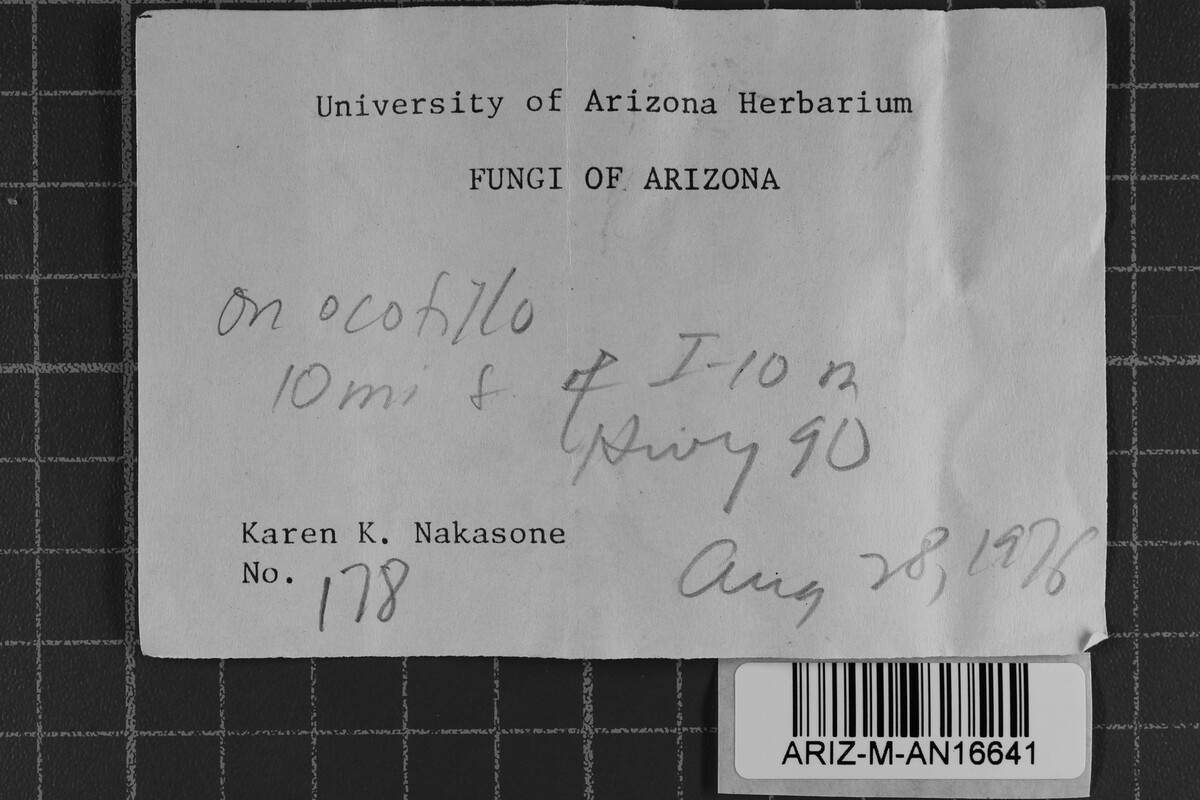 University of Arizona Herbarium
FUNGI OF ARIZONA
on ocotillo
10 mi S. of I-10 on
Hwy 90
Karen K. Nakasone
No. 178
Aug 28, 1976
ARIZ-M-AN16641